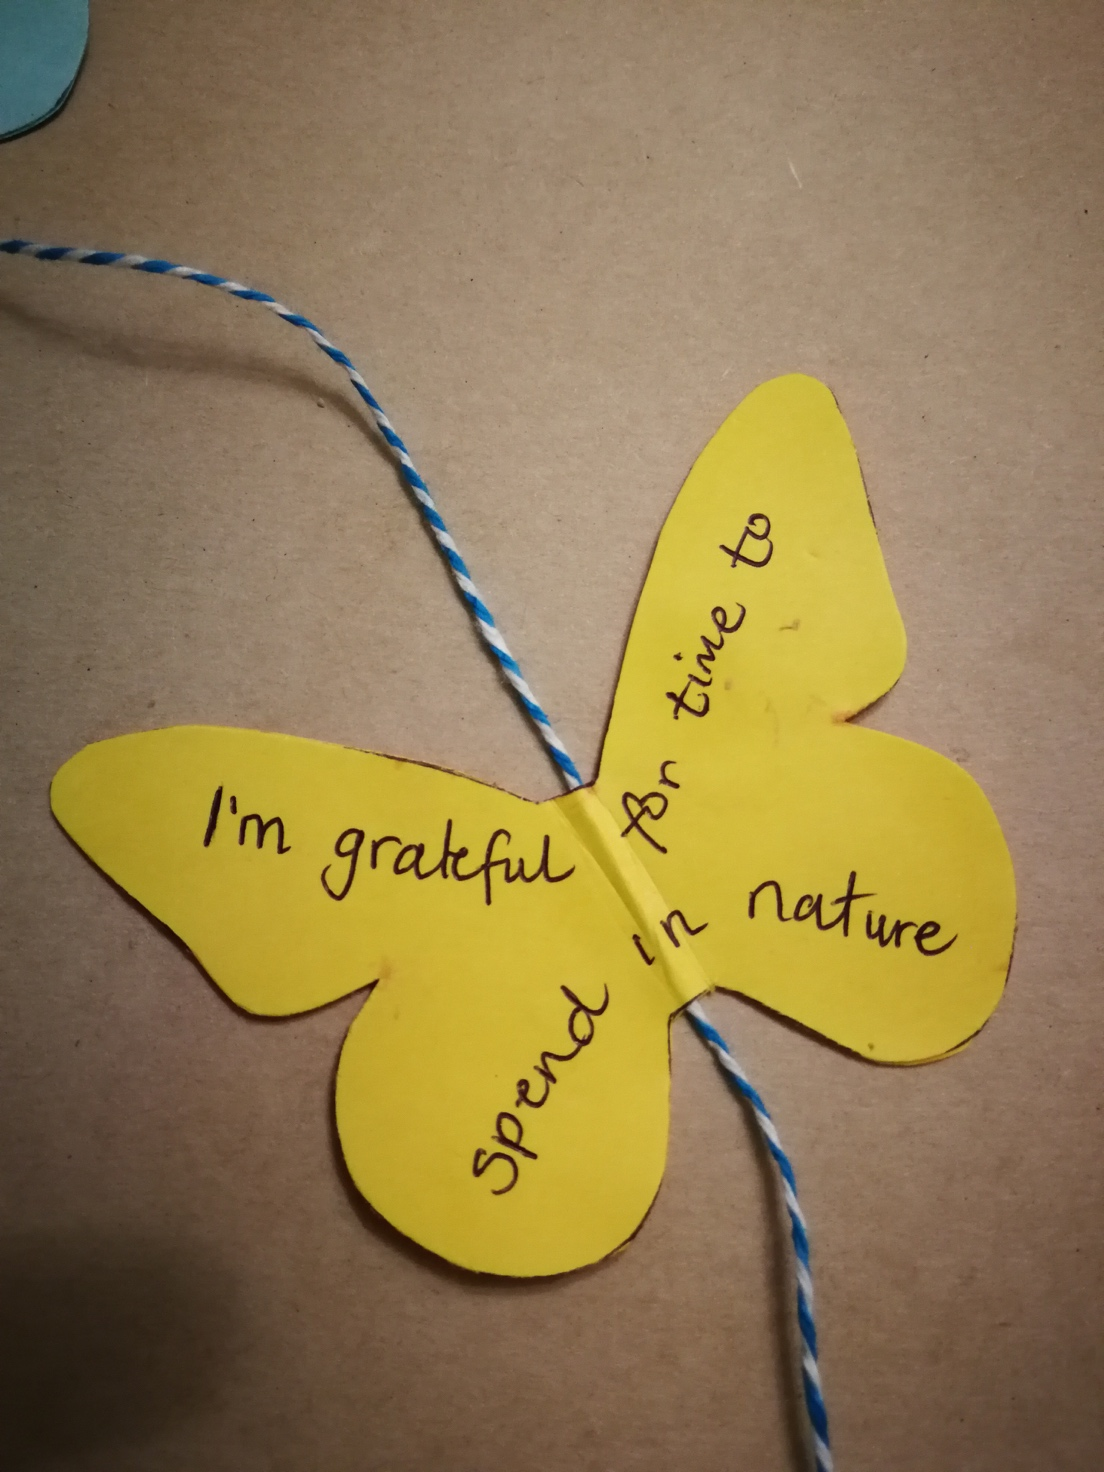 I'm grateful
for time to
Spend in
nature